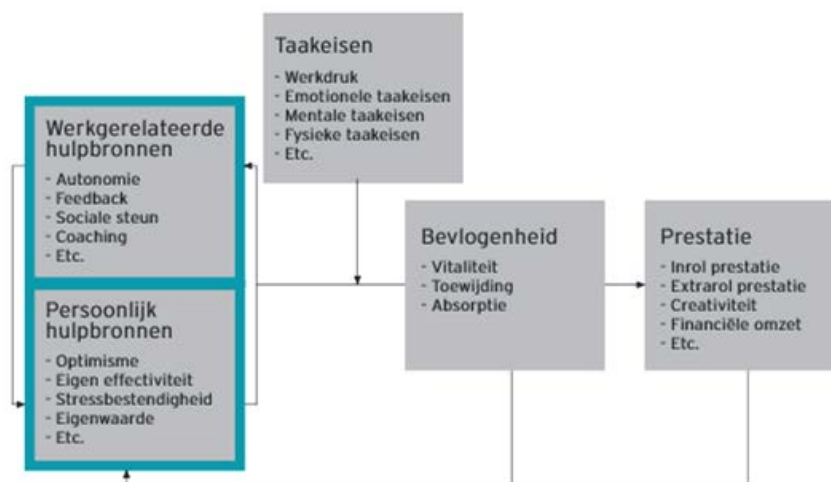 Taakeisen
- Werkdruk
- Emotionele taakeisen
- Mentale taakeisen
- Fysieke taakeisen
- Etc.
Werkgerelateerde
hulpbronnen
- Autonomie
- Feedback
- Sociale steun
- Coaching
- Etc.
Persoonlijk
hulpbronnen
- Optimisme
- Eigen effectiviteit
- Stressbestendigheid
- Eigenwaarde
- Etc.
Bevlogenheid
- Vitaliteit
- Toewijding
- Absorptie
Prestatie
- Inrol prestatie
- Extrarol prestatie
- Creativiteit
- Financiële omzet
- Etc.